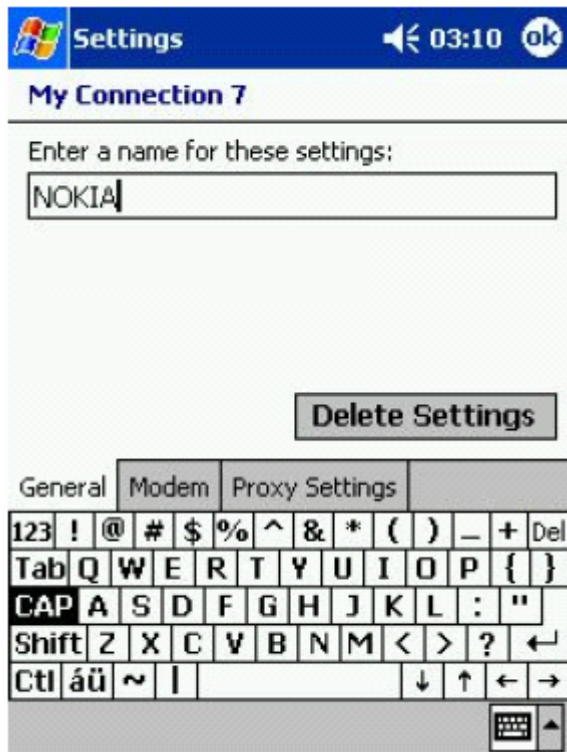 Settings 03:10 ok
My Connection 7
Enter a name for these settings:
NOKIA
Delete Settings
General Modem Proxy Settings
123 ! @ # $ % ^ & * ( ) _ + Del
Tab Q W E R T Y U I O P { }
CAP A S D F G H J K L : "
Shift Z X C V B N M < > ? ↵
Ctl áü ~ | ↓ ↑ ← →